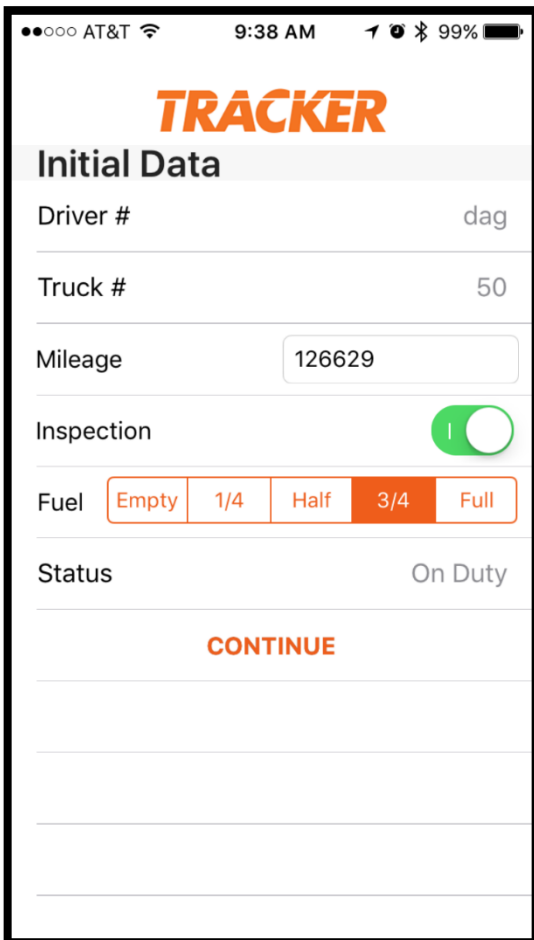 AT&T 9:38 AM 99%
TRACKER
Initial Data
Driver # dag
Truck # 50
Mileage 126629
Inspection
Fuel Empty 1/4 Half 3/4 Full
Status On Duty
CONTINUE